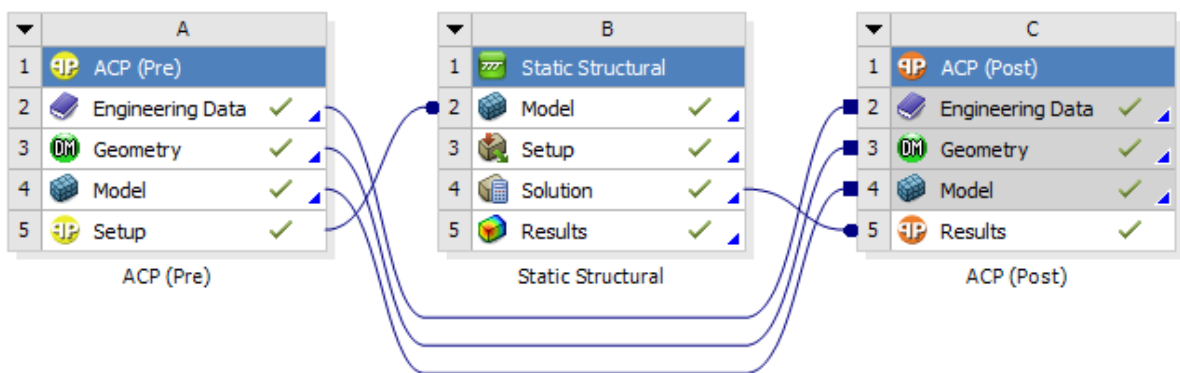 A
1 ACP (Pre)
2 Engineering Data
3 DM Geometry
4 Model
5 Setup
ACP (Pre)
B
1 Static Structural
2 Model
3 Setup
4 Solution
5 Results
Static Structural
C
1 ACP (Post)
2 Engineering Data
3 DM Geometry
4 Model
5 Results
ACP (Post)